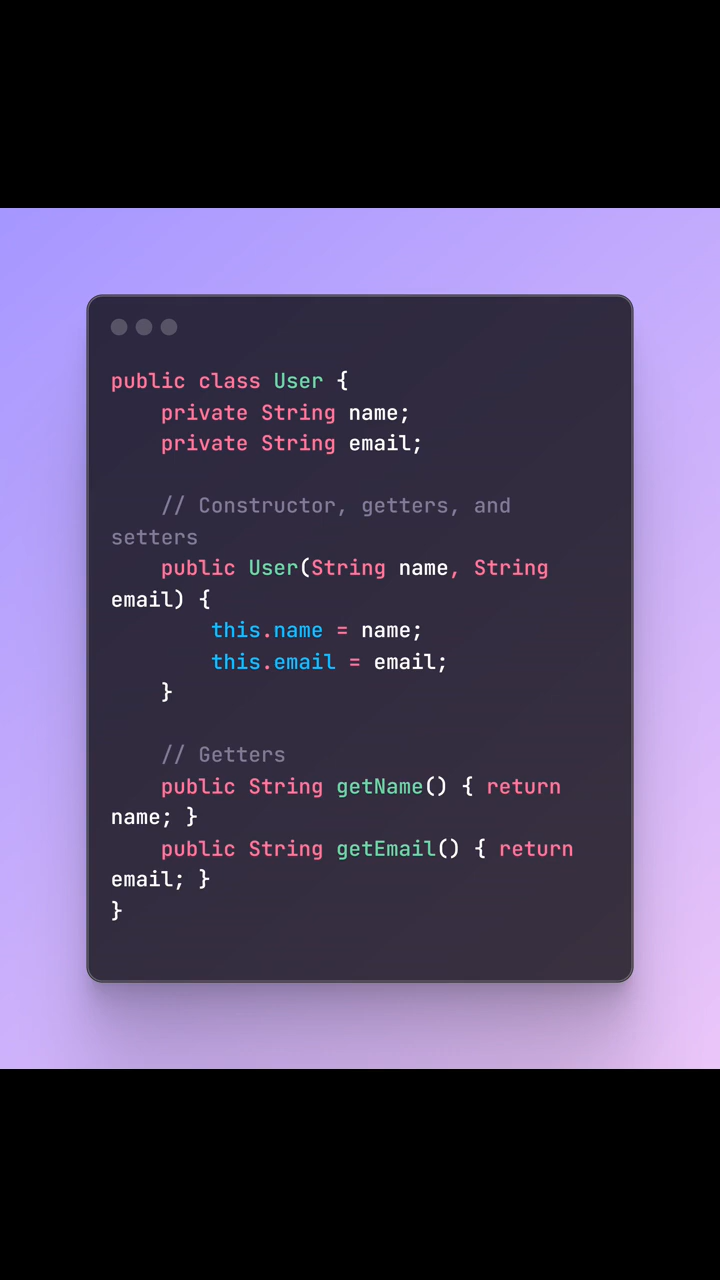 public class User {
    private String name;
    private String email;

    // Constructor, getters, and
setters
    public User(String name, String
email) {
        this.name = name;
        this.email = email;
    }

    // Getters
    public String getName() { return
name; }
    public String getEmail() { return
email; }
}